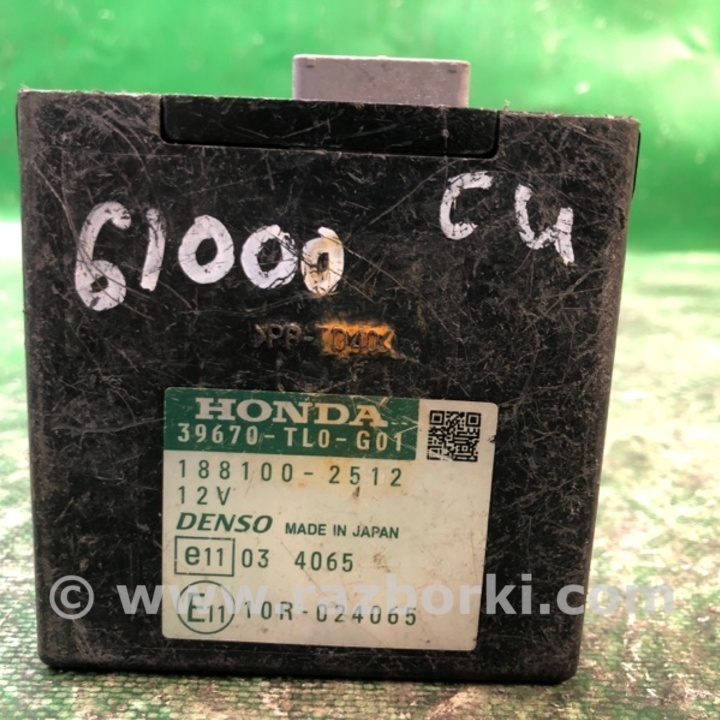 61000 CU
HONDA
39670-TL0-G01
188100-2512
12V
DENSO MADE IN JAPAN
e11 03 4065
E11 10R-024065
© www.razborki.com